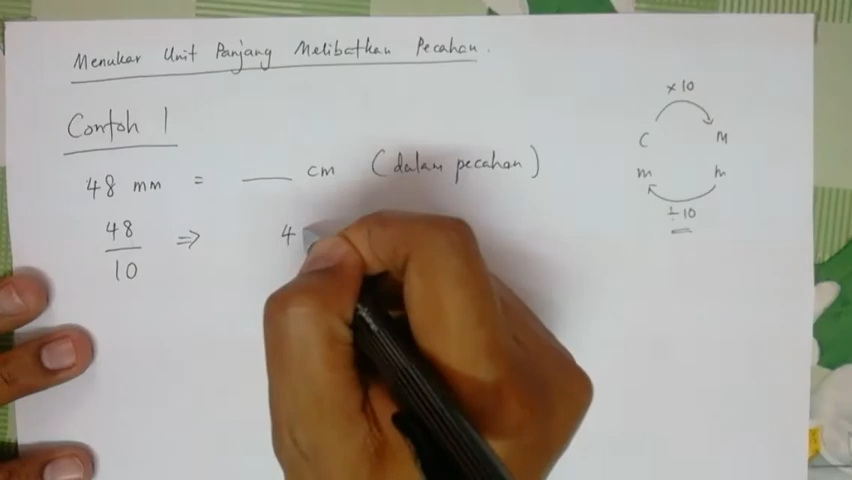 Menukar Unit Panjang Melibatkan Pecahan.
Contoh 1
48 mm = ___ cm (dalam pecahan)
48/10 ⇒ 4
×10
C M
m m
÷10